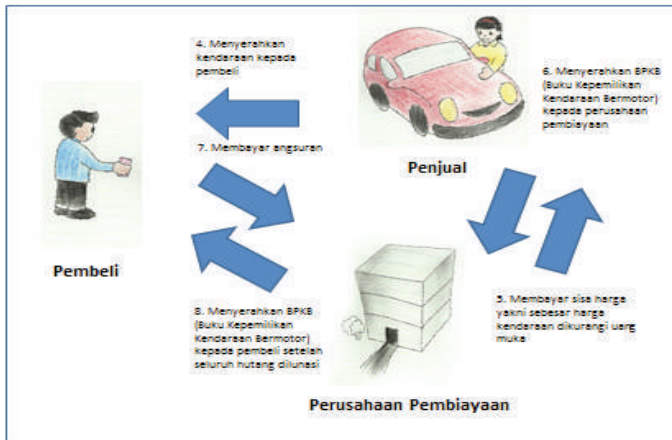 4. Menyerahkan
kendaraan kepada
pembeli
6. Menyerahkan BPKB
(Buku Kepemilikan
Kendaraan Bermotor)
kepada perusahaan
pembiayaan
7. Membayar angsuran
Penjual
Pembeli
8. Menyerahkan BPKB
(Buku Kepemilikan
Kendaraan Bermotor)
kepada pembeli setelah
seluruh hutang dilunasi
5. Membayar sisa harga
yakni sebesar harga
kendaraan dikurangi uang
muka
Perusahaan Pembiayaan